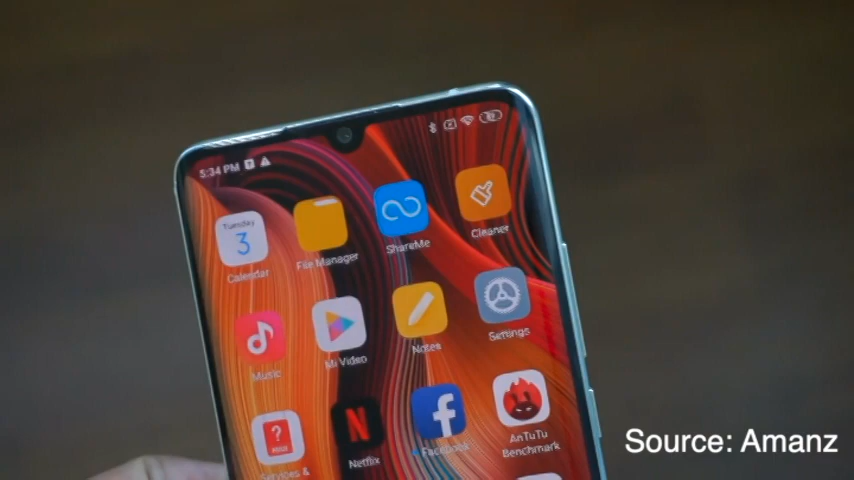 5:34 PM
Tuesday
3
Calendar
File Manager
ShareMe
Cleaner
Music
Mi Video
Notes
Settings
?
N
f
Services &
Netflix
Facebook
AnTuTu
Benchmark
Source: Amanz